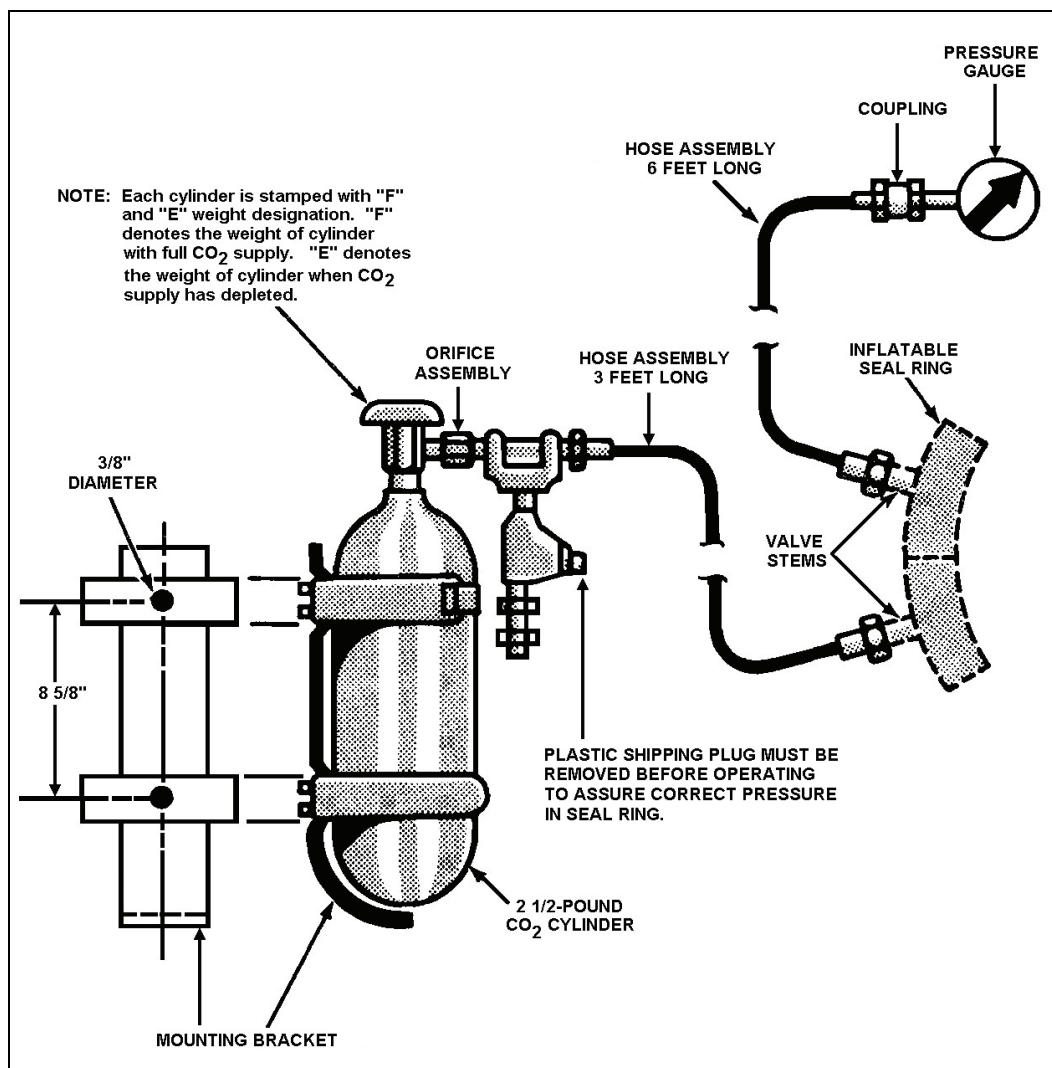 PRESSURE
GAUGE
COUPLING
HOSE ASSEMBLY
6 FEET LONG
NOTE: Each cylinder is stamped with "F"
and "E" weight designation. "F"
denotes the weight of cylinder
with full CO2 supply. "E" denotes
the weight of cylinder when CO2
supply has depleted.
ORIFICE
ASSEMBLY
HOSE ASSEMBLY
3 FEET LONG
INFLATABLE
SEAL RING
3/8"
DIAMETER
VALVE
STEMS
8 5/8"
PLASTIC SHIPPING PLUG MUST BE
REMOVED BEFORE OPERATING
TO ASSURE CORRECT PRESSURE
IN SEAL RING.
2 1/2-POUND
CO2 CYLINDER
MOUNTING BRACKET